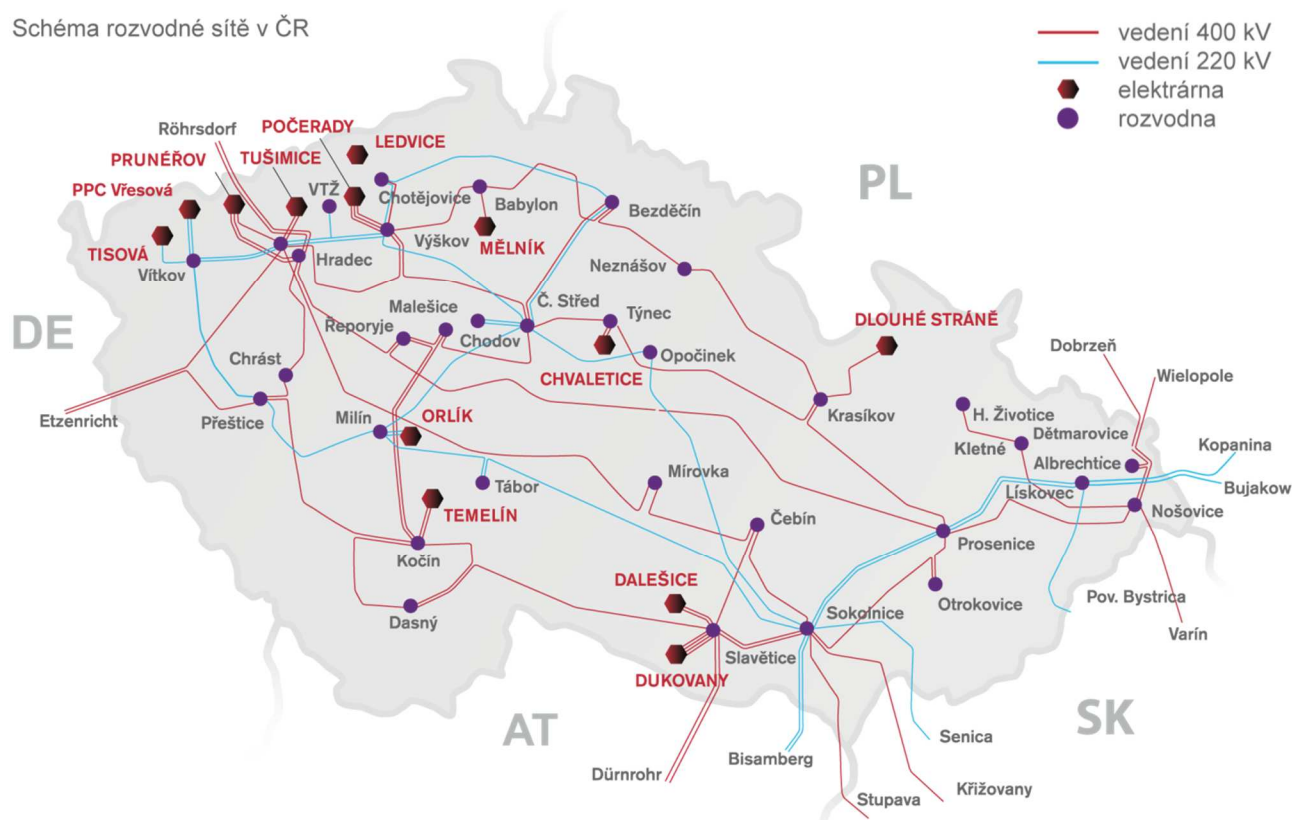 Schéma rozvodné sítě v ČR
vedení 400 kV
vedení 220 kV
elektrárna
rozvodna
Röhrsdorf
POČERADY
LEDVICE
PRUNÉŘOV
TUŠIMICE
PPC Vřesová
VTŽ
Chotějovice
Babylon
Bezděčín
PL
TISOVÁ
Vítkov
Hradec
Výškov
MĚLNÍK
Neznášov
DE
Malešice
Řeporyje
Chodov
Č. Střed
Týnec
DLOUHÉ STRÁNĚ
Chrást
Opočinek
CHVALETICE
Dobrzeń
Wielopole
Etzenricht
Přeštice
Milín
ORLÍK
Krasíkov
H. Životice
Dětmarovice
Kletné
Albrechtice
Kopanina
Lískovec
Bujakow
Nošovice
Tábor
Mírovka
TEMELÍN
Čebín
Prosenice
Kočín
Dasný
DALEŠICE
Otrokovice
Pov. Bystrica
Sokolnice
Varín
Slavětice
DUKOVANY
AT
SK
Senica
Bisamberg
Dürnrohr
Křižovany
Stupava